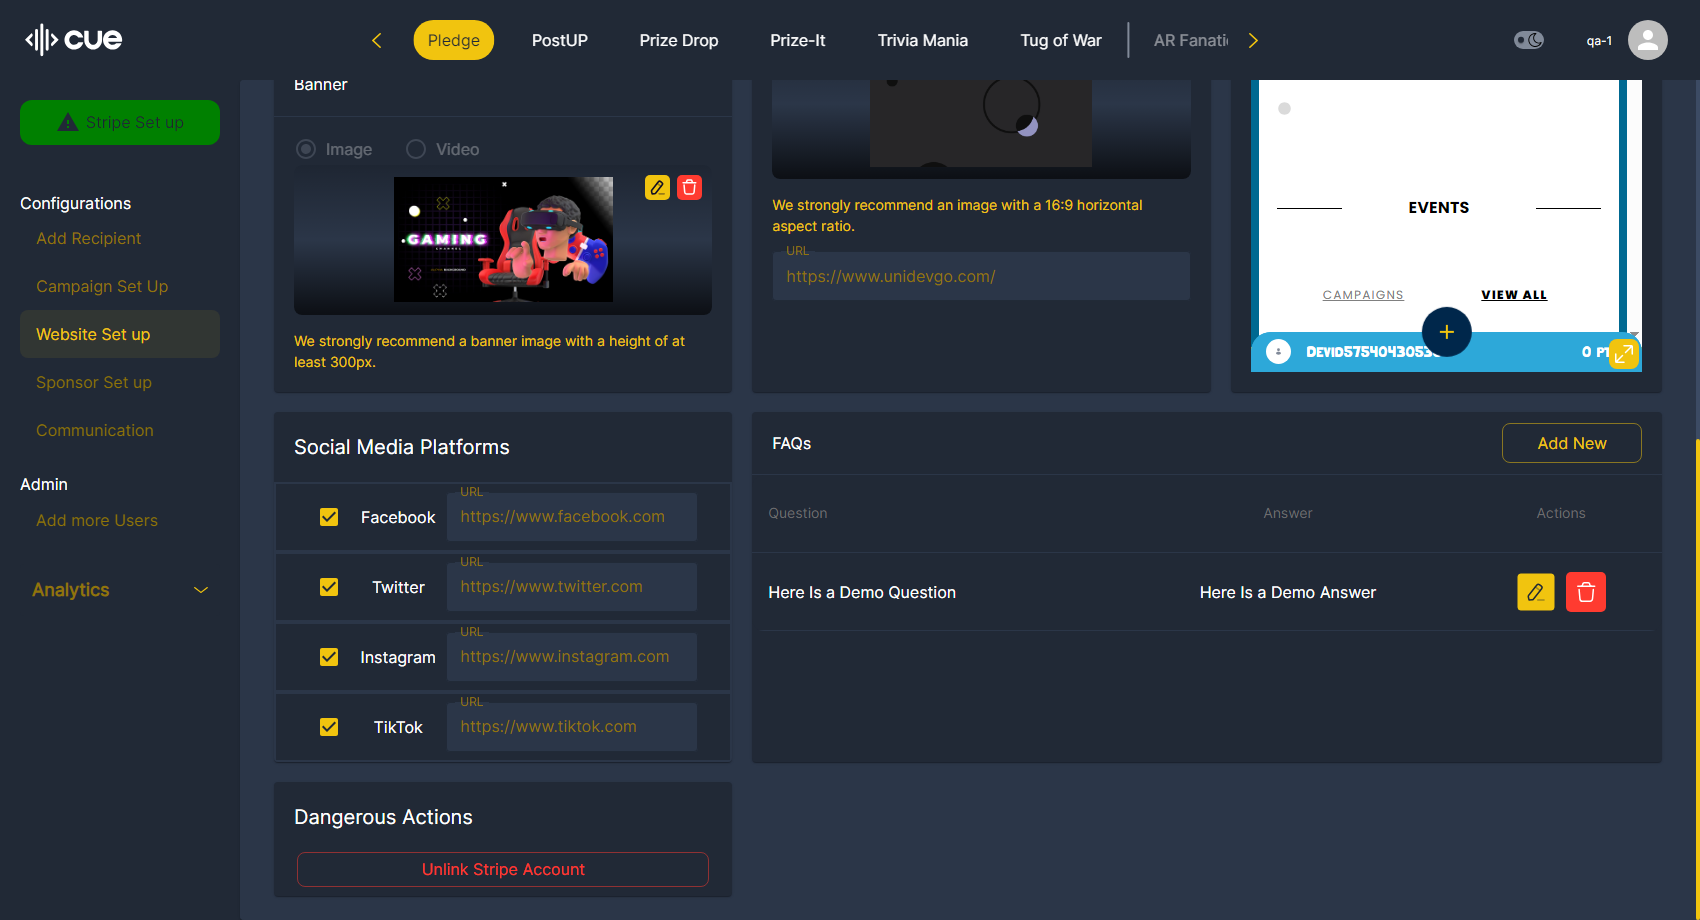 cue
Pledge
PostUP
Prize Drop
Prize-It
Trivia Mania
Tug of War
AR Fanati
qa-1
Stripe Set up
Configurations
Add Recipient
Campaign Set Up
Website Set up
Sponsor Set up
Communication
Admin
Add more Users
Analytics
Banner
Image
Video
GAMING
We strongly recommend a banner image with a height of at
least 300px.
We strongly recommend an image with a 16:9 horizontal
aspect ratio.
URL
https://www.unidevgo.com/
EVENTS
CAMPAIGNS
VIEW ALL
0 PT
Social Media Platforms
Facebook
URL
https://www.facebook.com
Twitter
URL
https://www.twitter.com
Instagram
URL
https://www.instagram.com
TikTok
URL
https://www.tiktok.com
FAQs
Add New
Question
Answer
Actions
Here Is a Demo Question
Here Is a Demo Answer
Dangerous Actions
Unlink Stripe Account